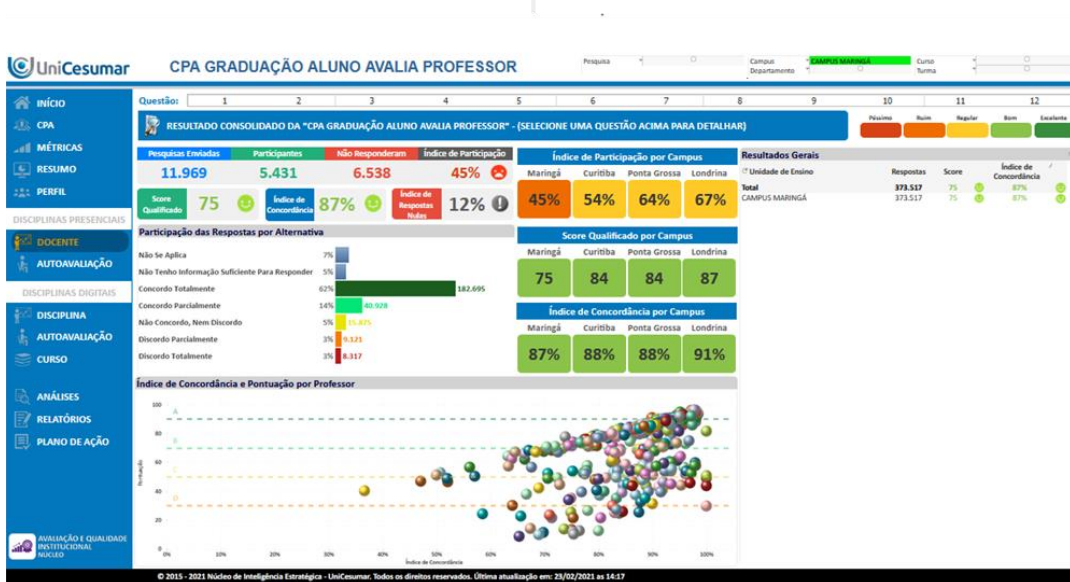 UniCesumar
CPA GRADUAÇÃO ALUNO AVALIA PROFESSOR
Pesquisa
Campus
CAMPUS MARINGÁ
Curso
Departamento
Turma
INÍCIO
CPA
MÉTRICAS
RESUMO
PERFIL
DISCIPLINAS PRESENCIAIS
DOCENTE
AUTOAVALIAÇÃO
DISCIPLINAS DIGITAIS
DISCIPLINA
AUTOAVALIAÇÃO
CURSO
ANÁLISES
RELATÓRIOS
PLANO DE AÇÃO
AVALIAÇÃO E QUALIDADE
INSTITUCIONAL
NÚCLEO
Questão: 1 2 3 4 5 6 7 8 9 10 11 12
RESULTADO CONSOLIDADO DA "CPA GRADUAÇÃO ALUNO AVALIA PROFESSOR" - (SELECIONE UMA QUESTÃO ACIMA PARA DETALHAR)
Péssimo Ruim Regular Bom Excelente
Pesquisas Enviadas Participantes Não Responderam Índice de Participação
11.969 5.431 6.538 45%
Score Qualificado 75
Índice de Concordância 87%
Índice de Respostas Nulas 12%
Participação das Respostas por Alternativa
Não Se Aplica 7%
Não Tenho Informação Suficiente Para Responder 5%
Concordo Totalmente 62% 182.695
Concordo Parcialmente 14% 40.928
Não Concordo, Nem Discordo 5% 15.875
Discordo Parcialmente 3% 9.121
Discordo Totalmente 3% 8.317
Índice de Participação por Campus
Maringá Curitiba Ponta Grossa Londrina
45% 54% 64% 67%
Score Qualificado por Campus
Maringá Curitiba Ponta Grossa Londrina
75 84 84 87
Índice de Concordância por Campus
Maringá Curitiba Ponta Grossa Londrina
87% 88% 88% 91%
Resultados Gerais
Unidade de Ensino Respostas Score Índice de Concordância
Total 373.517 75 87%
CAMPUS MARINGÁ 373.517 75 87%
Índice de Concordância e Pontuação por Professor
Pontuação
100
A
80
B
60
C
40
D
20
0
0% 10% 20% 30% 40% 50% 60% 70% 80% 90% 100%
Índice de Concordância
© 2015 - 2021 Núcleo de Inteligência Estratégica - UniCesumar. Todos os direitos reservados. Última atualização em: 23/02/2021 as 14:17